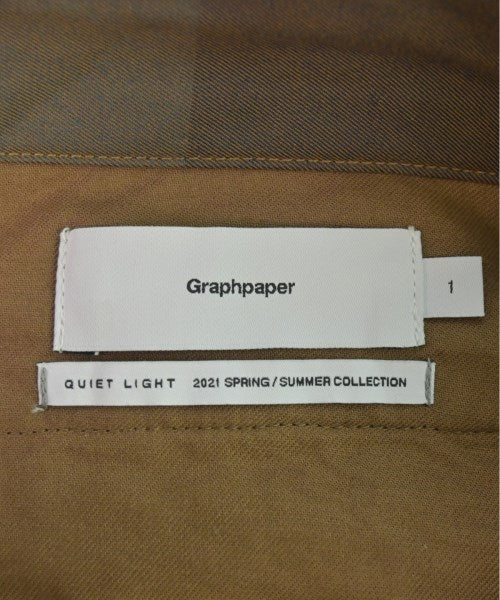 Graphpaper
1
QUIET LIGHT 2021 SPRING/SUMMER COLLECTION